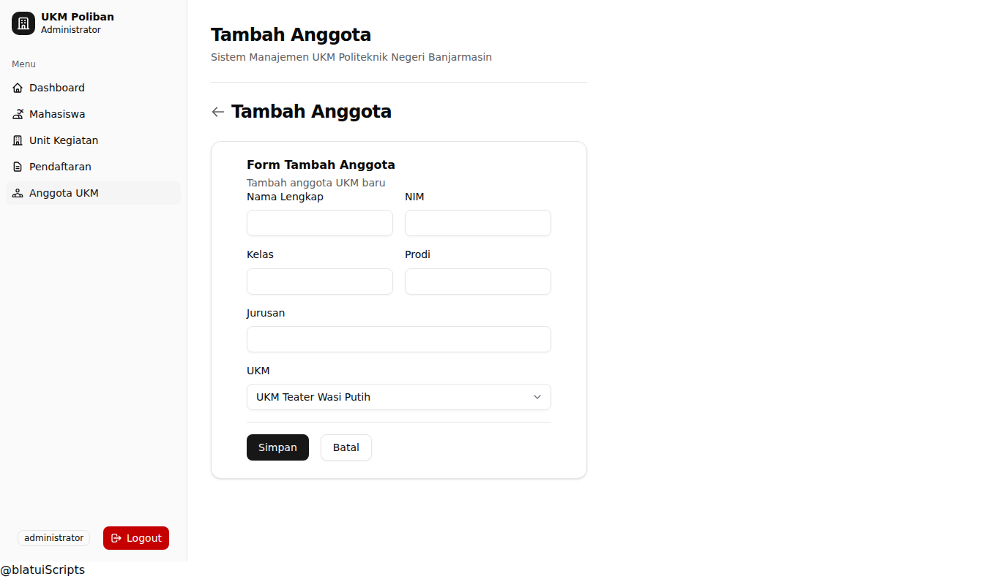 UKM Poliban
Administrator
Menu
Dashboard
Mahasiswa
Unit Kegiatan
Pendaftaran
Anggota UKM
administrator
Logout
Tambah Anggota
Sistem Manajemen UKM Politeknik Negeri Banjarmasin
Tambah Anggota
Form Tambah Anggota
Tambah anggota UKM baru
Nama Lengkap
NIM
Kelas
Prodi
Jurusan
UKM
UKM Teater Wasi Putih
Simpan
Batal
@blatuiScripts